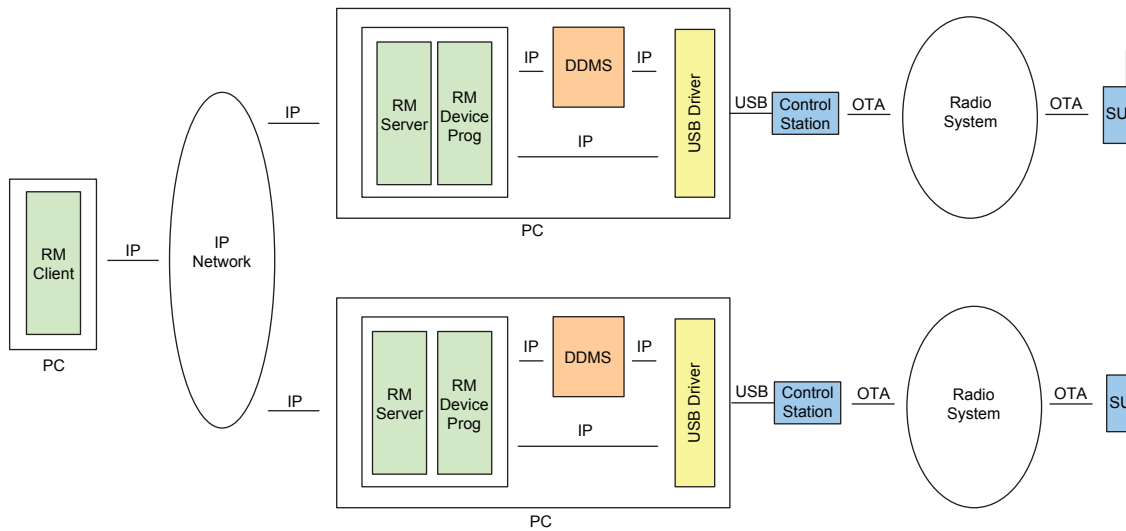 IP
RM
Server
RM
Device
Prog
IP
DDMS
IP
IP
USB Driver
USB
Control
Station
OTA
Radio
System
OTA
SU
PC
RM
Client
PC
IP
IP
Network
IP
RM
Server
RM
Device
Prog
IP
DDMS
IP
IP
USB Driver
USB
Control
Station
OTA
Radio
System
OTA
SU
PC